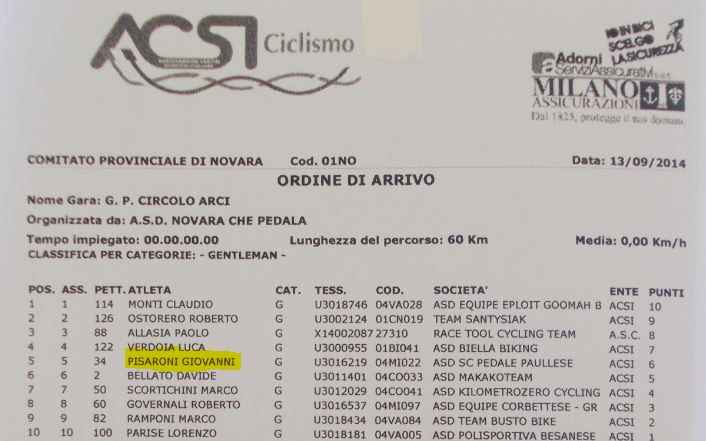 ACSI Ciclismo
IO IN BICI
SCELGO
LA SICUREZZA
Adorni
ServiziAssicurativi s.a.s.
MILANO
ASSICURAZIONI
Dal 1825, protegge il tuo domani.
COMITATO PROVINCIALE DI NOVARA Cod. 01NO Data: 13/09/2014
ORDINE DI ARRIVO
Nome Gara: G. P. CIRCOLO ARCI
Organizzata da: A.S.D. NOVARA CHE PEDALA
Tempo impiegato: 00.00.00.00 Lunghezza del percorso: 60 Km Media: 0,00 Km/h
CLASSIFICA PER CATEGORIE: - GENTLEMAN -
POS. ASS. PETT. ATLETA CAT. TESS. COD. SOCIETA' ENTE PUNTI
1 1 114 MONTI CLAUDIO G U3018746 04VA028 ASD EQUIPE EPLOIT GOOMAH B ACSI 10
2 2 126 OSTORERO ROBERTO G U3002124 01CN019 TEAM SANTYSIAK ACSI 9
3 3 88 ALLASIA PAOLO G X14002087 27310 RACE TOOL CYCLING TEAM A.S.C. 8
4 4 122 VERDOIA LUCA G U3000955 01BI041 ASD BIELLA BIKING ACSI 7
5 5 34 PISARONI GIOVANNI G U3016219 04MI022 ASD SC PEDALE PAULLESE ACSI 6
6 6 2 BELLATO DAVIDE G U3011401 04CO033 ASD MAKAKOTEAM ACSI 5
7 7 50 SCORTICHINI MARCO G U3012029 04CO041 ASD KILOMETROZERO CYCLING ACSI 4
8 8 60 GOVERNALI ROBERTO G U3016537 04MI097 ASD EQUIPE CORBETTESE - GR ACSI 3
9 9 82 RAMPONI MARCO G U3018434 04VA084 ASD TEAM BUSTO BIKE ACSI 2
10 10 100 PARISE LORENZO G U3018181 04VA005 ASD POLISPORTIVA BESANESE ACSI